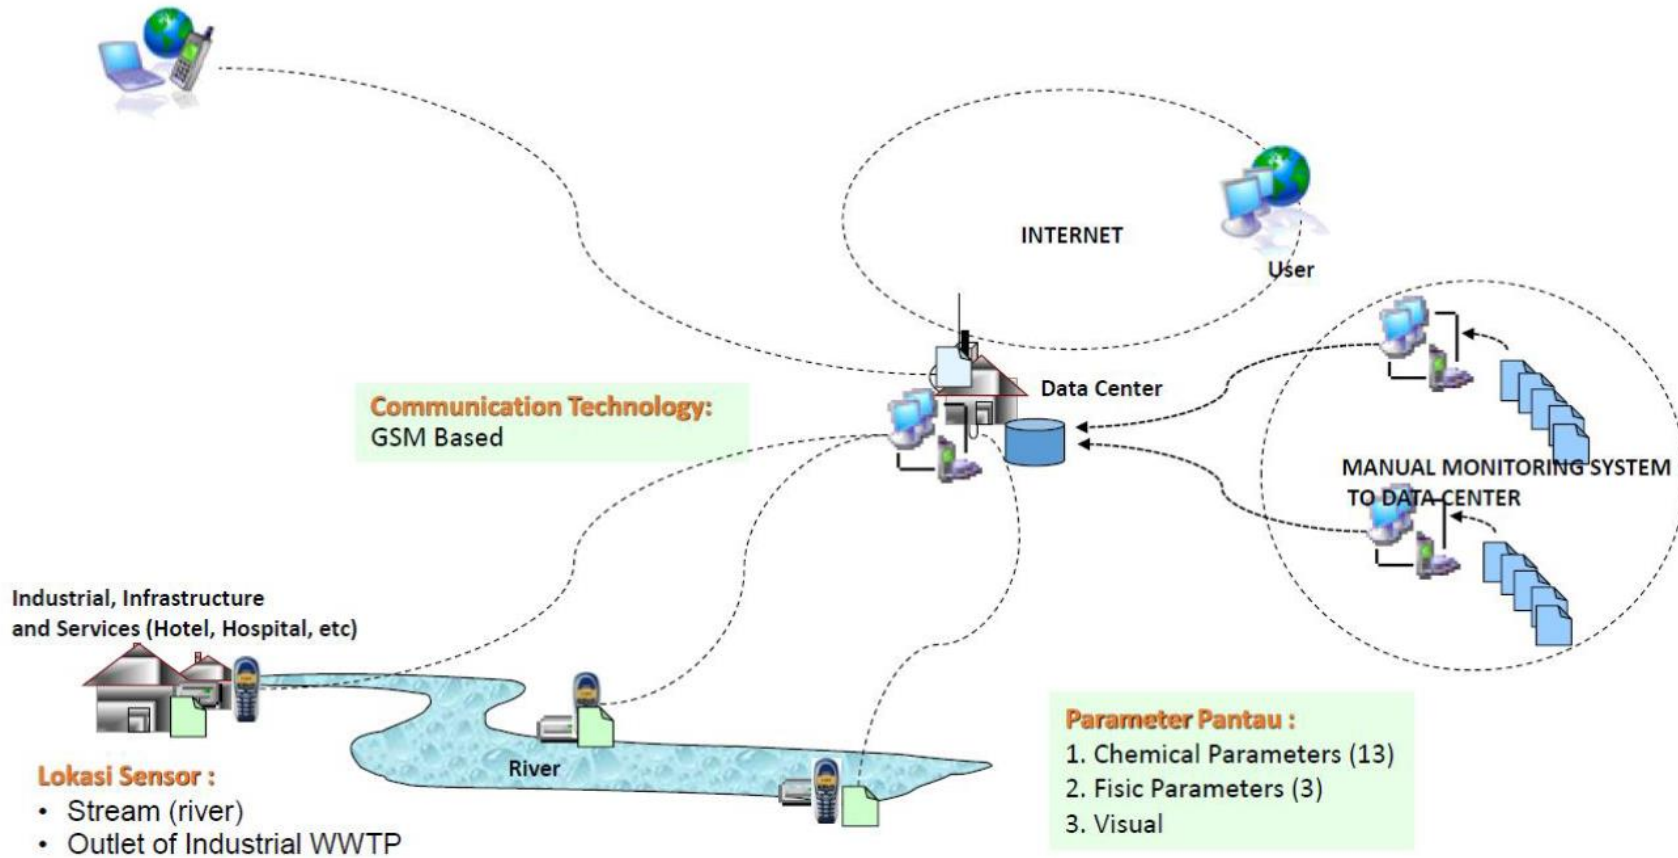 INTERNET
User
Data Center
Communication Technology:
GSM Based
MANUAL MONITORING SYSTEM
TO DATA CENTER
Industrial, Infrastructure
and Services (Hotel, Hospital, etc)
River
Lokasi Sensor :
• Stream (river)
• Outlet of Industrial WWTP
Parameter Pantau :
1. Chemical Parameters (13)
2. Fisic Parameters (3)
3. Visual